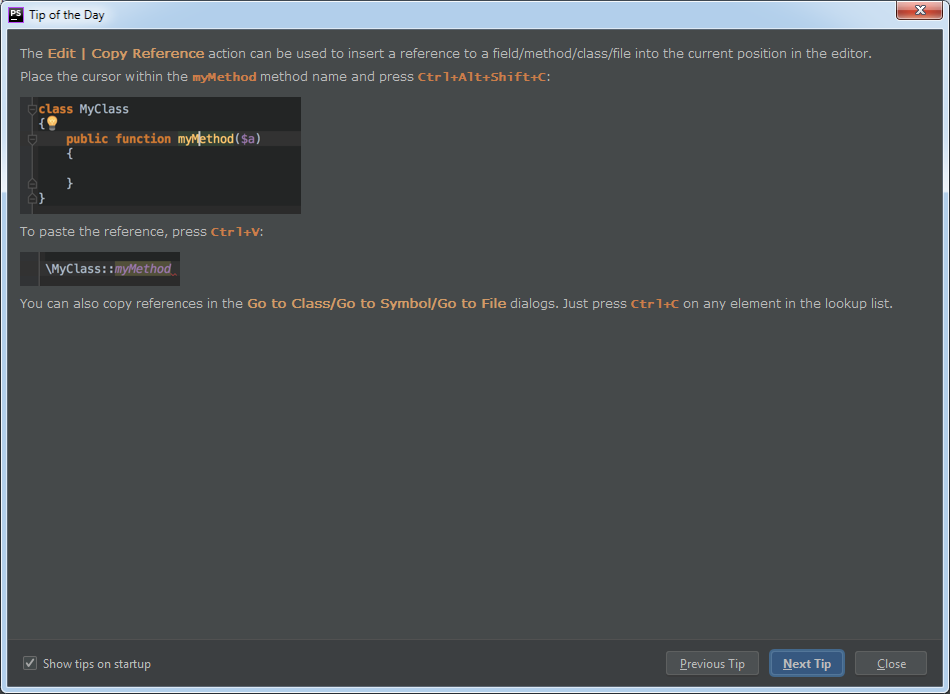 PS Tip of the Day
The Edit | Copy Reference action can be used to insert a reference to a field/method/class/file into the current position in the editor.
Place the cursor within the myMethod method name and press Ctrl+Alt+Shift+C:
class MyClass
{
public function myMethod($a)
{
}
}
To paste the reference, press Ctrl+V:
\MyClass::myMethod
You can also copy references in the Go to Class/Go to Symbol/Go to File dialogs. Just press Ctrl+C on any element in the lookup list.
Show tips on startup
Previous Tip
Next Tip
Close